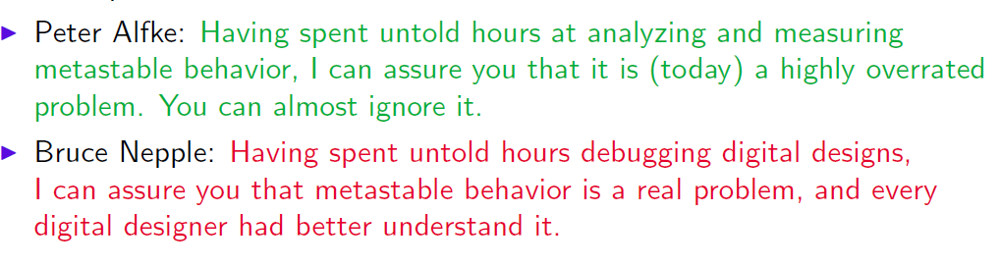 Peter Alfke: Having spent untold hours at analyzing and measuring
metastable behavior, I can assure you that it is (today) a highly overrated
problem. You can almost ignore it.
Bruce Nepple: Having spent untold hours debugging digital designs,
I can assure you that metastable behavior is a real problem, and every
digital designer had better understand it.